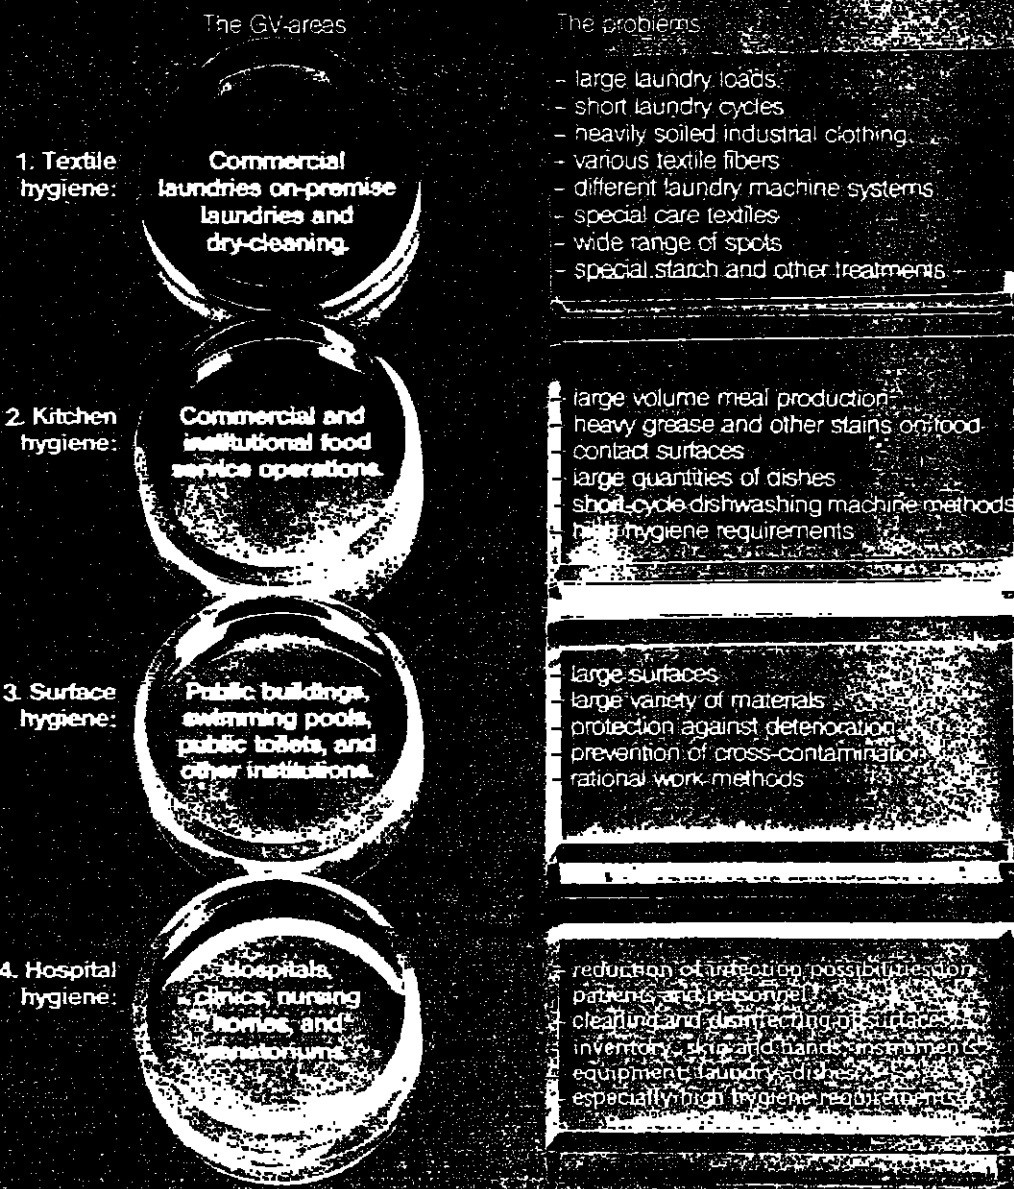 The GV-areas
The problems
1. Textile
hygiene:
Commercial
laundries on-premise
laundries and
dry-cleaning.
- large laundry loads
- short laundry cycles
- heavily soiled industrial clothing
- various textile fibers
- different laundry machine systems
- special care textiles
- wide range of spots
- special starch and other treatments
2. Kitchen
hygiene:
Commercial and
institutional food
service operations.
- large volume meal production
- heavy grease and other stains on food-
contact surfaces
- large quantities of dishes
- short-cycle dishwashing machine methods
- high hygiene requirements
3. Surface
hygiene:
Public buildings,
swimming pools,
public toilets, and
other institutions.
- large surfaces
- large variety of materials
- protection against deterioration
- prevention of cross-contamination
- rational work methods
4. Hospital
hygiene:
Hospitals,
clinics, nursing
homes, and
sanatoriums.
- reduction of infection possibilities on
patients and personnel
- cleaning and disinfecting of surfaces,
inventory, skin and hands, instruments,
equipment, laundry, dishes
- especially high hygiene requirements